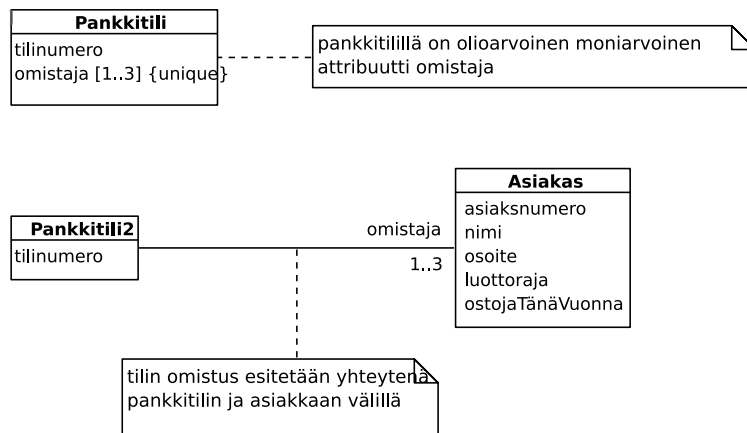 Pankkitili
tilinumero
omistaja [1..3] {unique}
pankkitilillä on olioarvoinen moniarvoinen
attribuutti omistaja
Pankkitili2
tilinumero
omistaja
1..3
Asiakas
asiaksnumero
nimi
osoite
luottoraja
ostojaTänäVuonna
tilin omistus esitetään yhteytenä
pankkitilin ja asiakkaan välillä